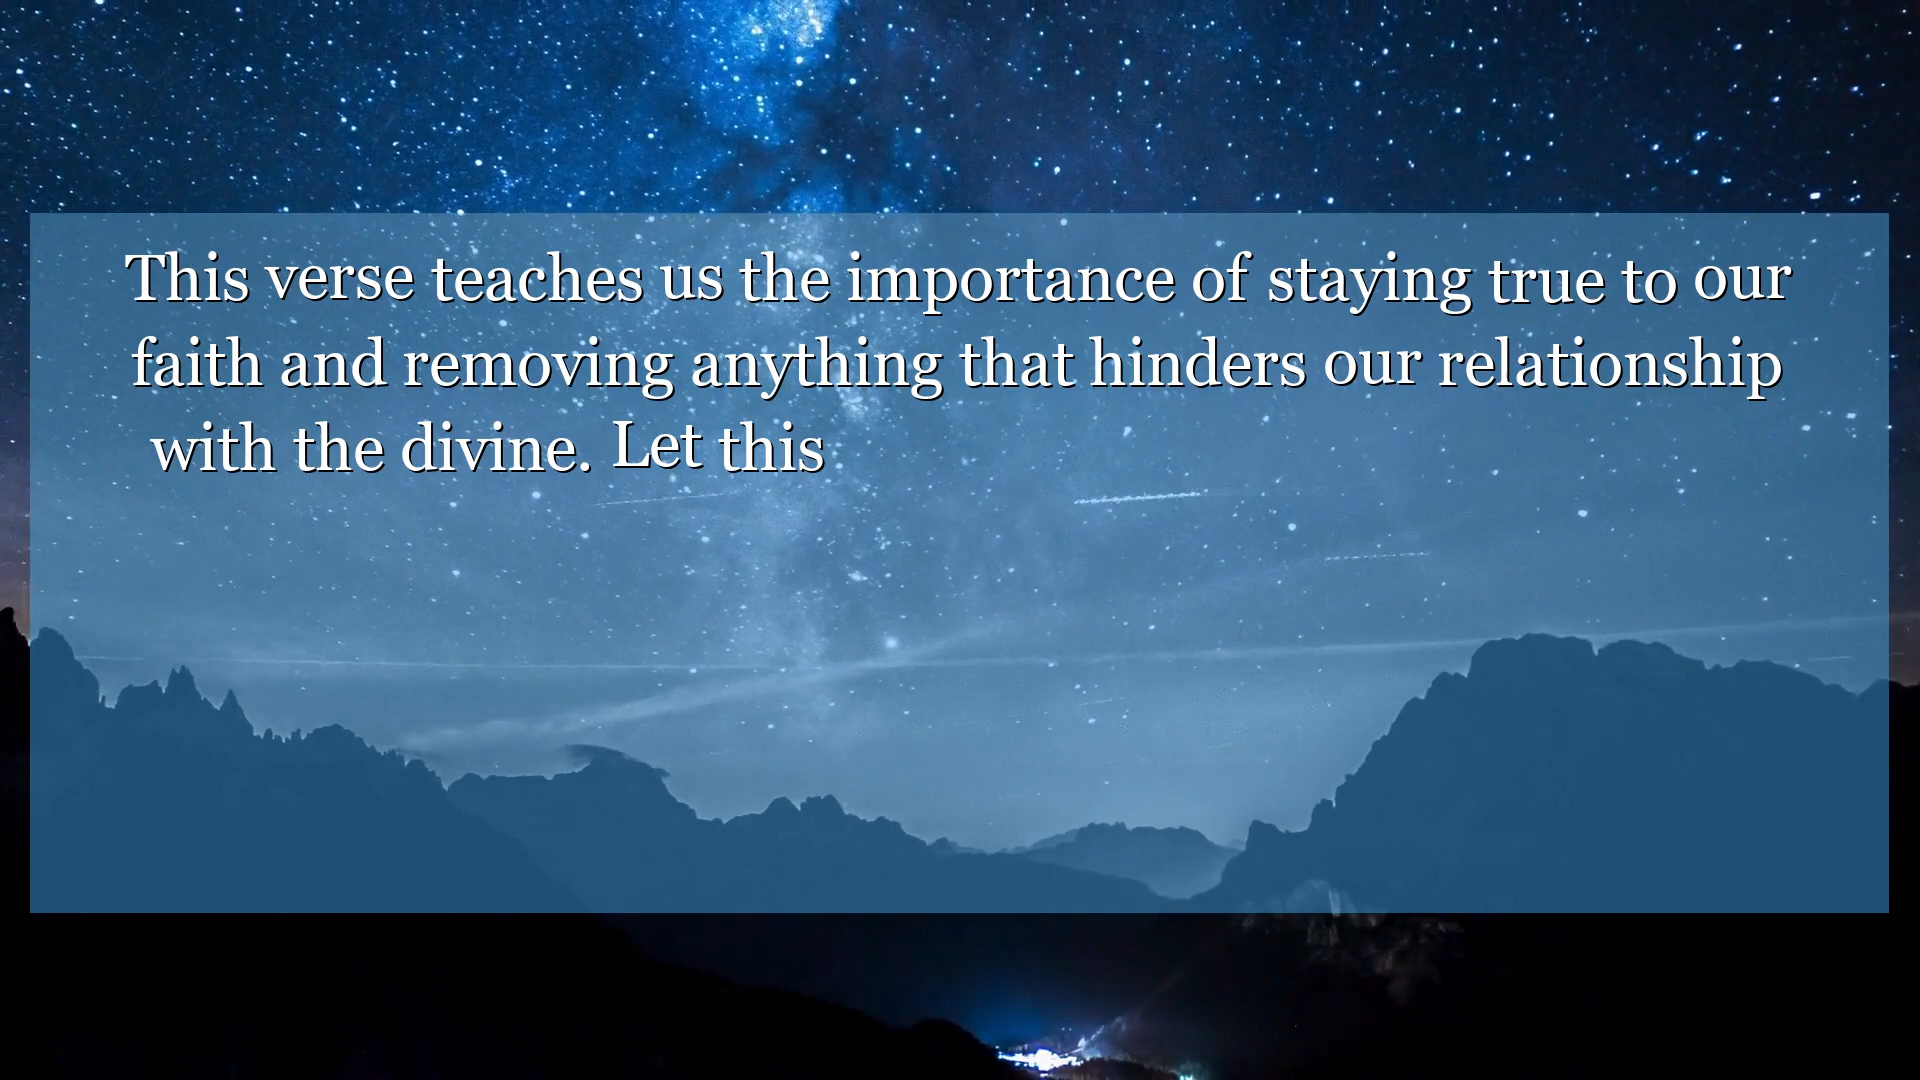 This verse teaches us the importance of staying true to our
faith and removing anything that hinders our relationship
with the divine. Let this